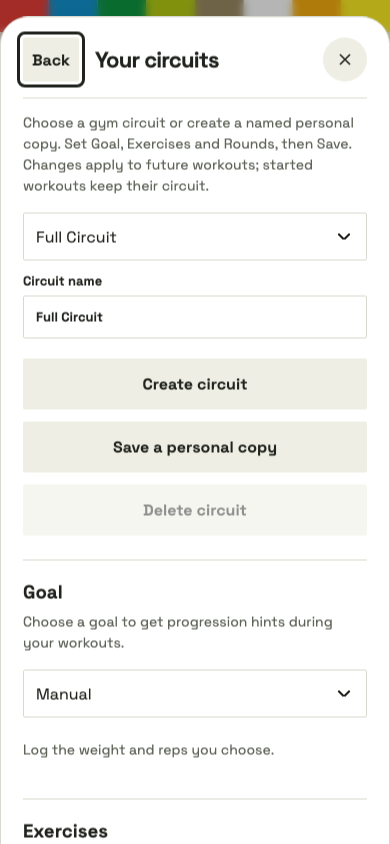 Back
Your circuits
Choose a gym circuit or create a named personal
copy. Set Goal, Exercises and Rounds, then Save.
Changes apply to future workouts; started
workouts keep their circuit.
Full Circuit
Circuit name
Full Circuit
Create circuit
Save a personal copy
Delete circuit
Goal
Choose a goal to get progression hints during
your workouts.
Manual
Log the weight and reps you choose.
Exercises